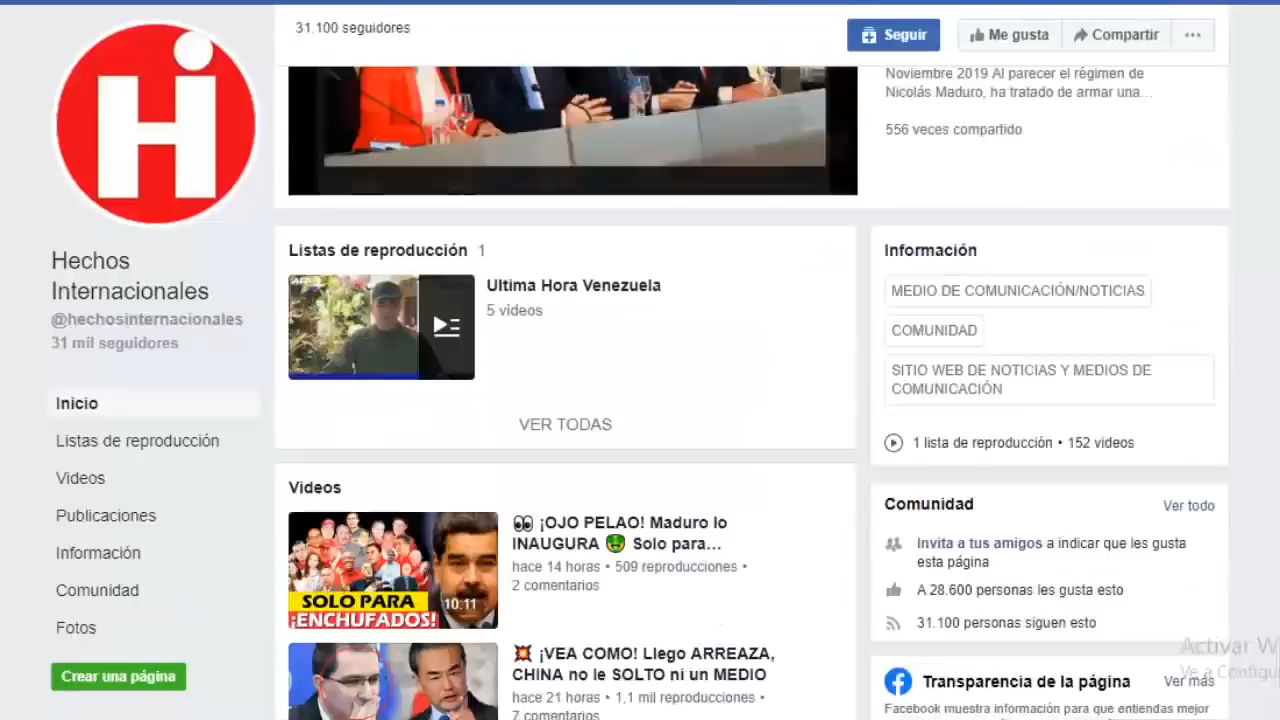 31.100 seguidores
Seguir
Me gusta
Compartir
Noviembre 2019 Al parecer el régimen de
Nicolás Maduro, ha tratado de armar una...
556 veces compartido
Hi
Hechos
Internacionales
@hechosinternacionales
31 mil seguidores
Inicio
Listas de reproducción
Videos
Publicaciones
Información
Comunidad
Fotos
Crear una página
Listas de reproducción 1
Ultima Hora Venezuela
5 videos
VER TODAS
Videos
¡OJO PELAO! Maduro lo
INAUGURA 🤑 Solo para...
hace 14 horas • 509 reproducciones •
2 comentarios
SOLO PARA
¡ENCHUFADOS!
10:11
¡VEA COMO! Llego ARREAZA,
CHINA no le SOLTO ni un MEDIO
hace 21 horas • 1,1 mil reproducciones •
7 comentarios
Información
MEDIO DE COMUNICACIÓN/NOTICIAS
COMUNIDAD
SITIO WEB DE NOTICIAS Y MEDIOS DE
COMUNICACIÓN
1 lista de reproducción • 152 videos
Comunidad
Ver todo
Invita a tus amigos a indicar que les gusta
esta página
A 28.600 personas les gusta esto
31.100 personas siguen esto
Activar W
Ve a Configu
Transparencia de la página
Ver más
Facebook muestra información para que entiendas mejor